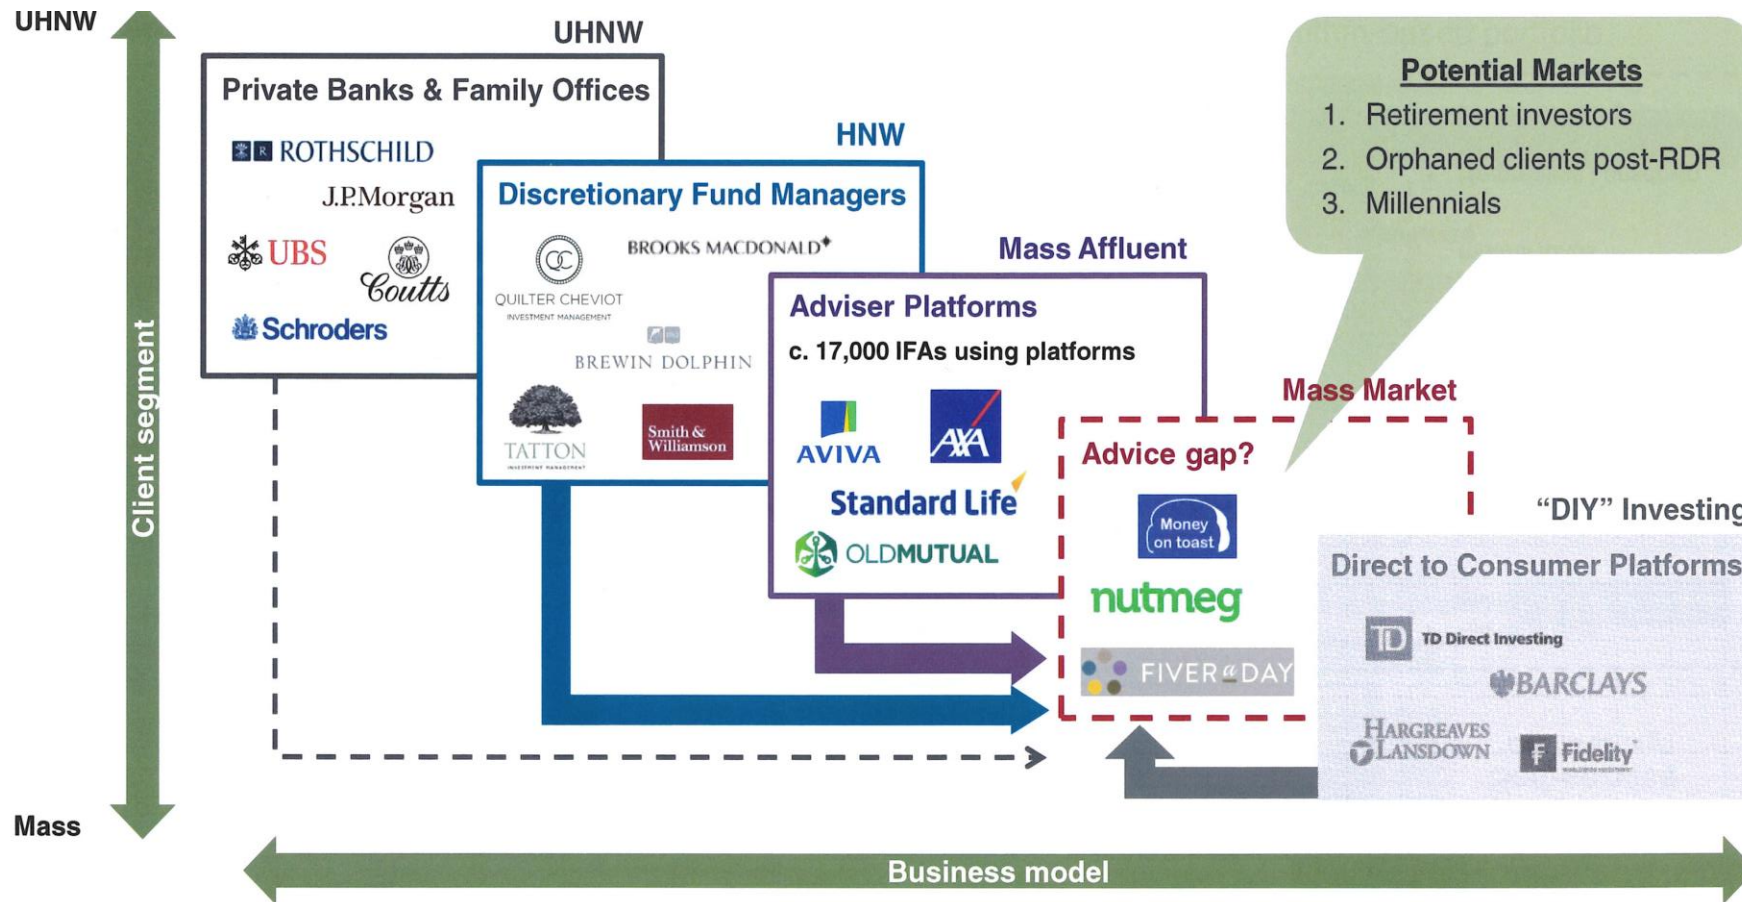 UHNW
UHNW
Private Banks & Family Offices
ROTHSCHILD
J.P.Morgan
UBS
Coutts
Schroders
HNW
Discretionary Fund Managers
QC
QUILTER CHEVIOT
INVESTMENT MANAGEMENT
BROOKS MACDONALD
BREWIN DOLPHIN
TATTON
INVESTMENT MANAGEMENT
Smith &
Williamson
Mass Affluent
Adviser Platforms
c. 17,000 IFAs using platforms
AVIVA
AXA
Standard Life
OLDMUTUAL
Potential Markets
1. Retirement investors
2. Orphaned clients post-RDR
3. Millennials
Mass Market
Advice gap?
Money
on toast
nutmeg
FIVER a DAY
"DIY" Investing
Direct to Consumer Platforms
TD
TD Direct Investing
BARCLAYS
HARGREAVES
LANSDOWN
Fidelity
Client segment
Mass
Business model